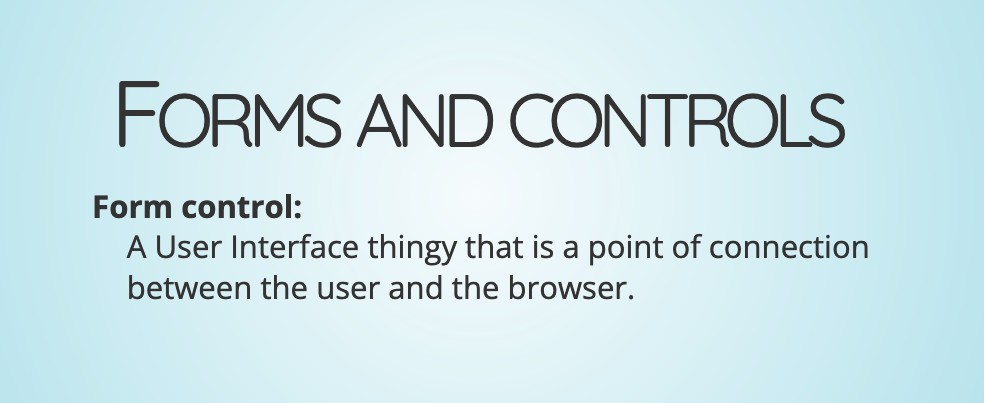 Forms and controls
Form control:
A User Interface thingy that is a point of connection
between the user and the browser.